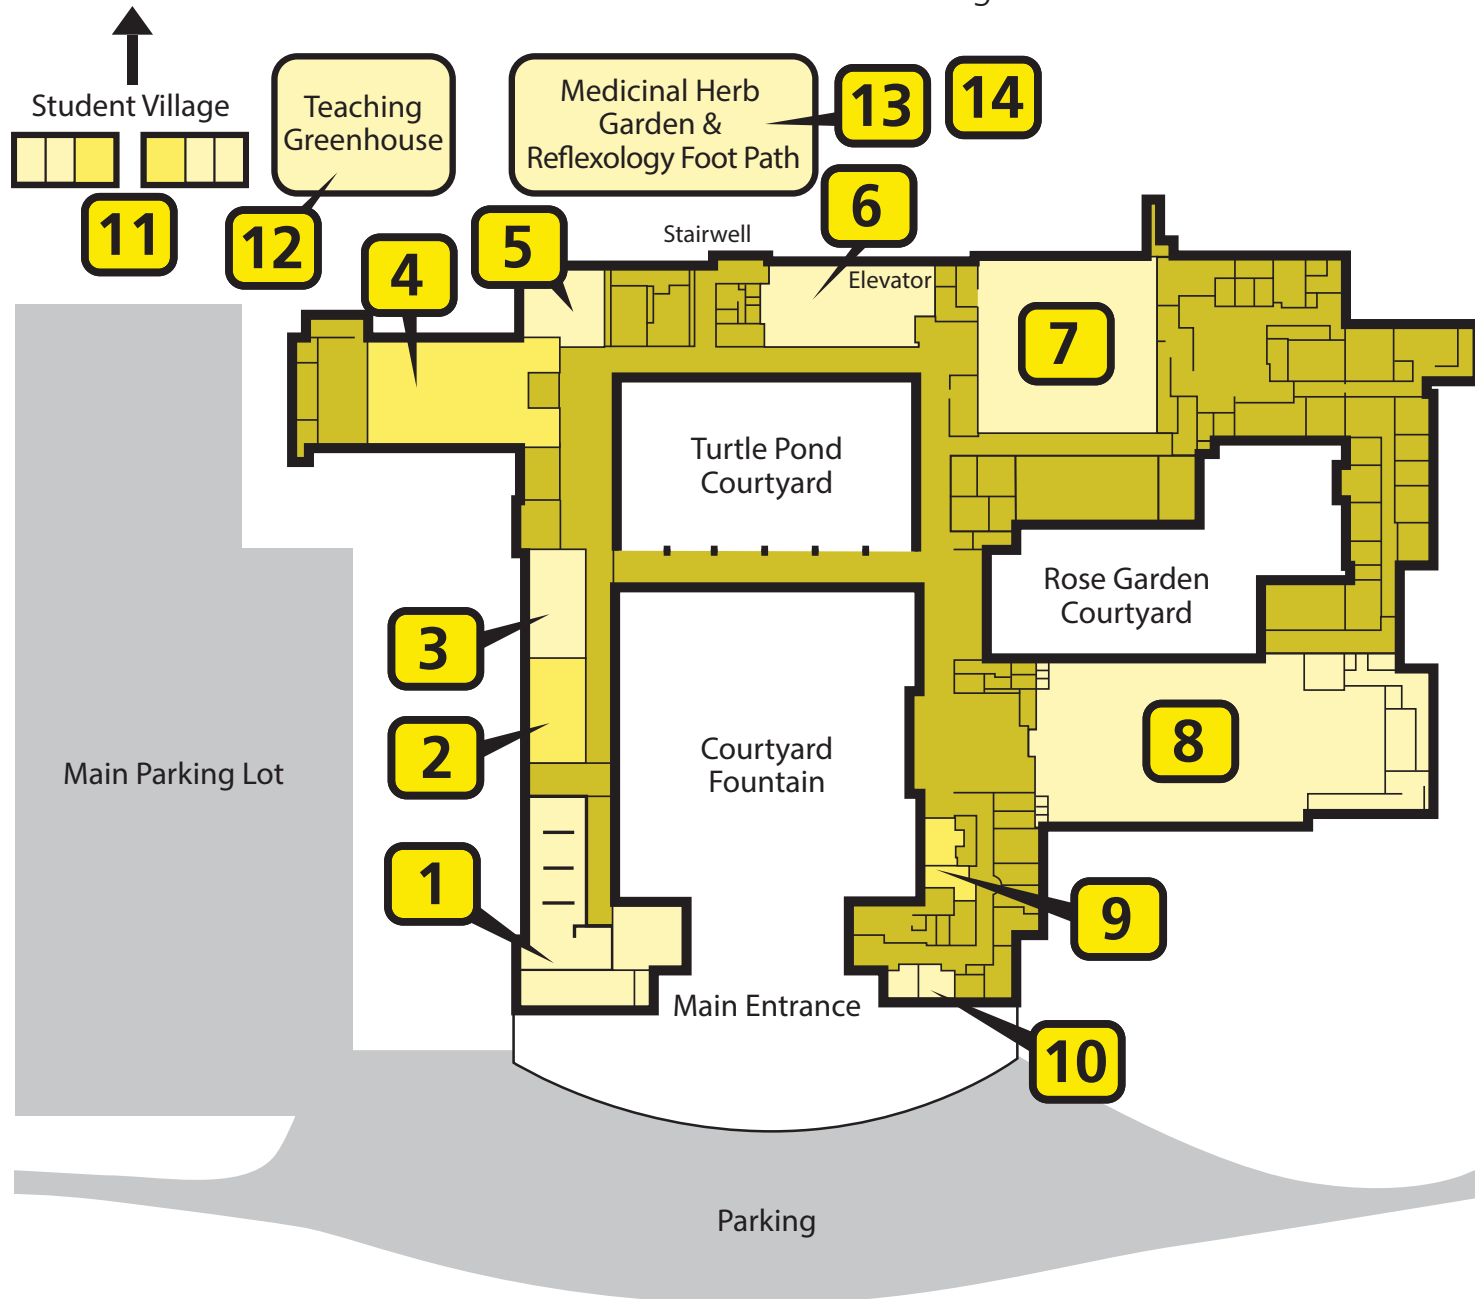 g
Student Village
Teaching
Greenhouse
Medicinal Herb
Garden &
Reflexology Foot Path
13
14
11
12
4
5
Stairwell
6
Elevator
7
Turtle Pond
Courtyard
Rose Garden
Courtyard
3
2
Main Parking Lot
Courtyard
Fountain
8
1
9
Main Entrance
10
Parking